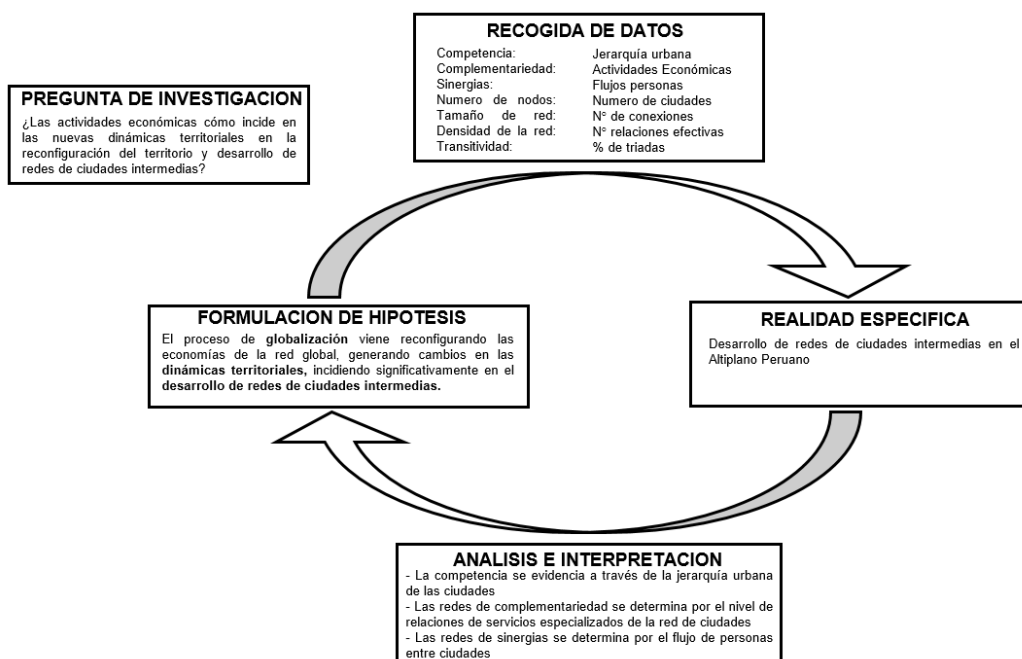 RECOGIDA DE DATOS
Competencia: Jerarquía urbana
Complementariedad: Actividades Económicas
Sinergias: Flujos personas
Numero de nodos: Numero de ciudades
Tamaño de red: N° de conexiones
Densidad de la red: N° relaciones efectivas
Transitividad: % de triadas
PREGUNTA DE INVESTIGACION
¿Las actividades económicas cómo incide en
las nuevas dinámicas territoriales en la
reconfiguración del territorio y desarrollo de
redes de ciudades intermedias?
FORMULACION DE HIPOTESIS
El proceso de globalización viene reconfigurando las
economías de la red global, generando cambios en las
dinámicas territoriales, incidiendo significativamente en el
desarrollo de redes de ciudades intermedias.
REALIDAD ESPECIFICA
Desarrollo de redes de ciudades intermedias en el
Altiplano Peruano
ANALISIS E INTERPRETACION
- La competencia se evidencia a través de la jerarquía urbana
de las ciudades
- Las redes de complementariedad se determina por el nivel de
relaciones de servicios especializados de la red de ciudades
- Las redes de sinergias se determina por el flujo de personas
entre ciudades